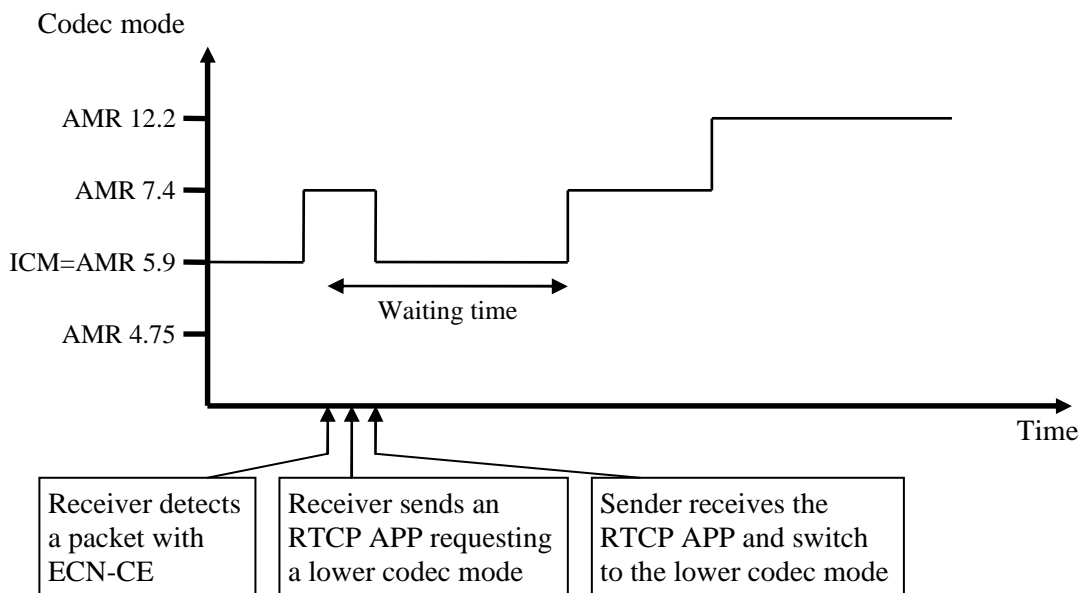 Codec mode
AMR 12.2
AMR 7.4
ICM=AMR 5.9
AMR 4.75
Waiting time
Time
Receiver detects
a packet with
ECN-CE
Receiver sends an
RTCP APP requesting
a lower codec mode
Sender receives the
RTCP APP and switch
to the lower codec mode